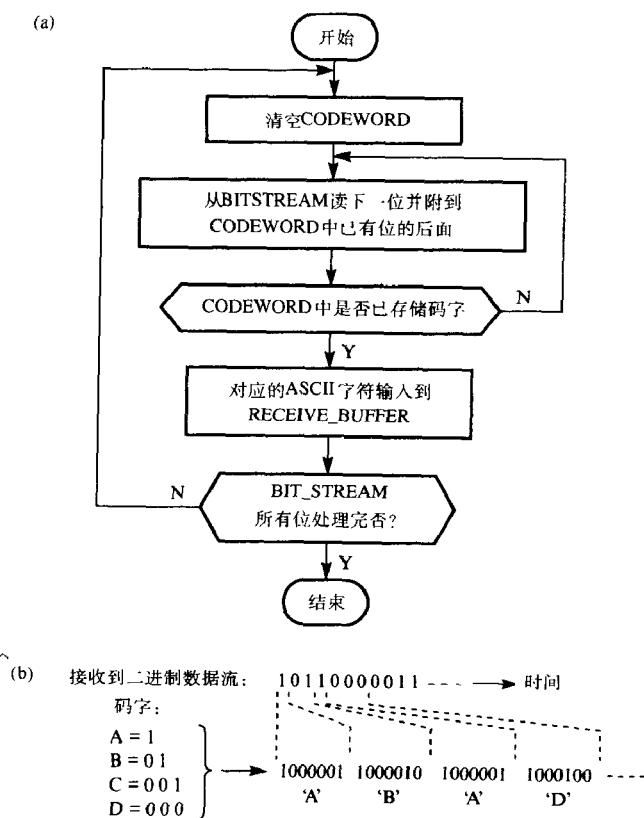 (a)
开始
清空CODEWORD
从BITSTREAM读下一位并附到
CODEWORD中已有位的后面
CODEWORD中是否已存储码字
N
Y
对应的ASCII字符输入到
RECEIVE_BUFFER
N
BIT_STREAM
所有位处理完否?
Y
结束
(b)
接收到二进制数据流: 10110000011 时间
码字:
A = 1
B = 0 1
C = 0 0 1
D = 0 0 0
1000001 1000010 1000001 1000100
'A' 'B' 'A' 'D'